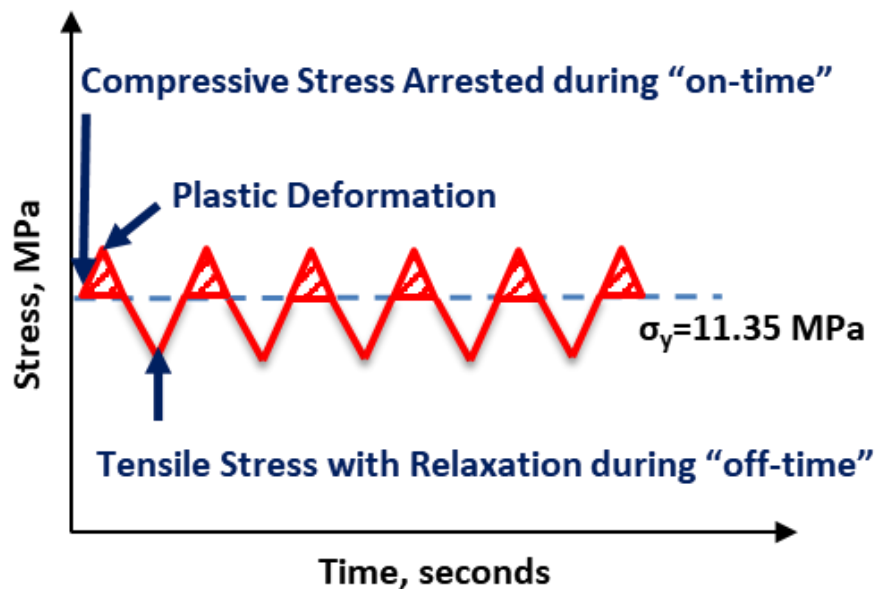 Compressive Stress Arrested during “on-time”
Plastic Deformation
Stress, MPa
σy=11.35 MPa
Tensile Stress with Relaxation during “off-time”
Time, seconds